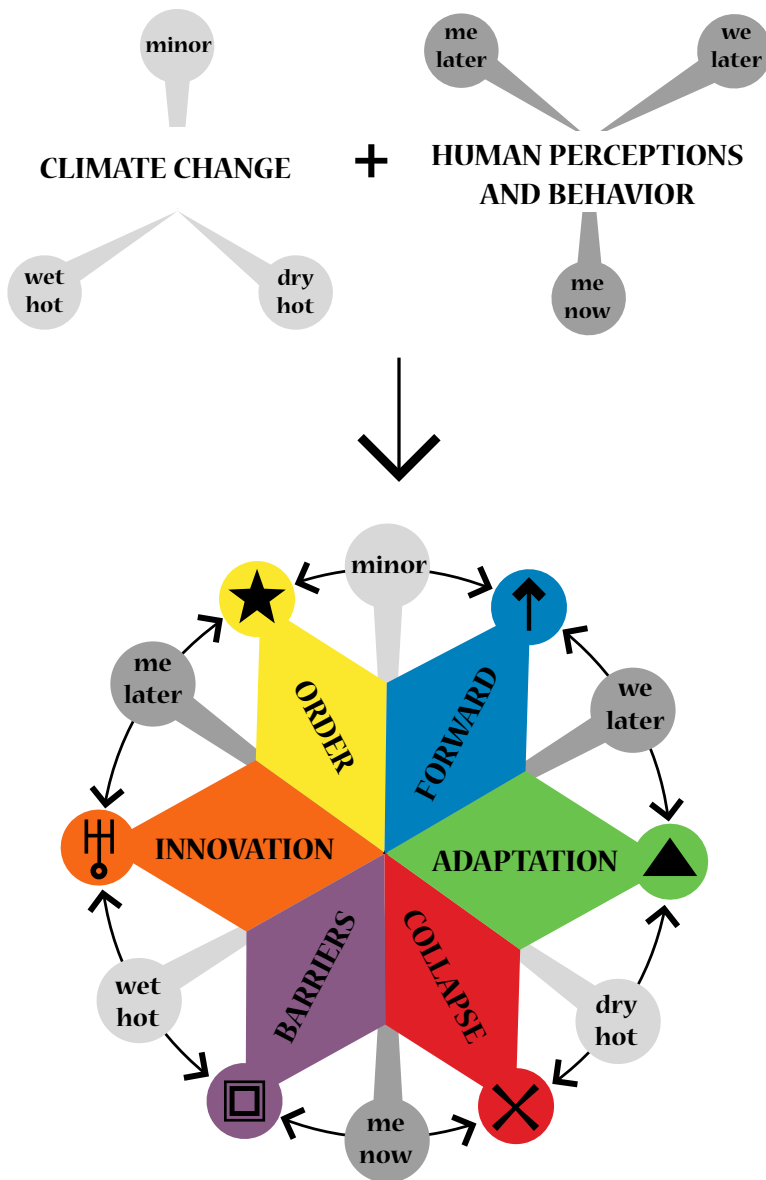 minor
me
later
we
later
CLIMATE CHANGE
+
HUMAN PERCEPTIONS
AND BEHAVIOR
wet
hot
dry
hot
me
now
minor
me
later
we
later
ORDER
FORWARD
INNOVATION
ADAPTATION
BARRIERS
COLLAPSE
wet
hot
dry
hot
me
now